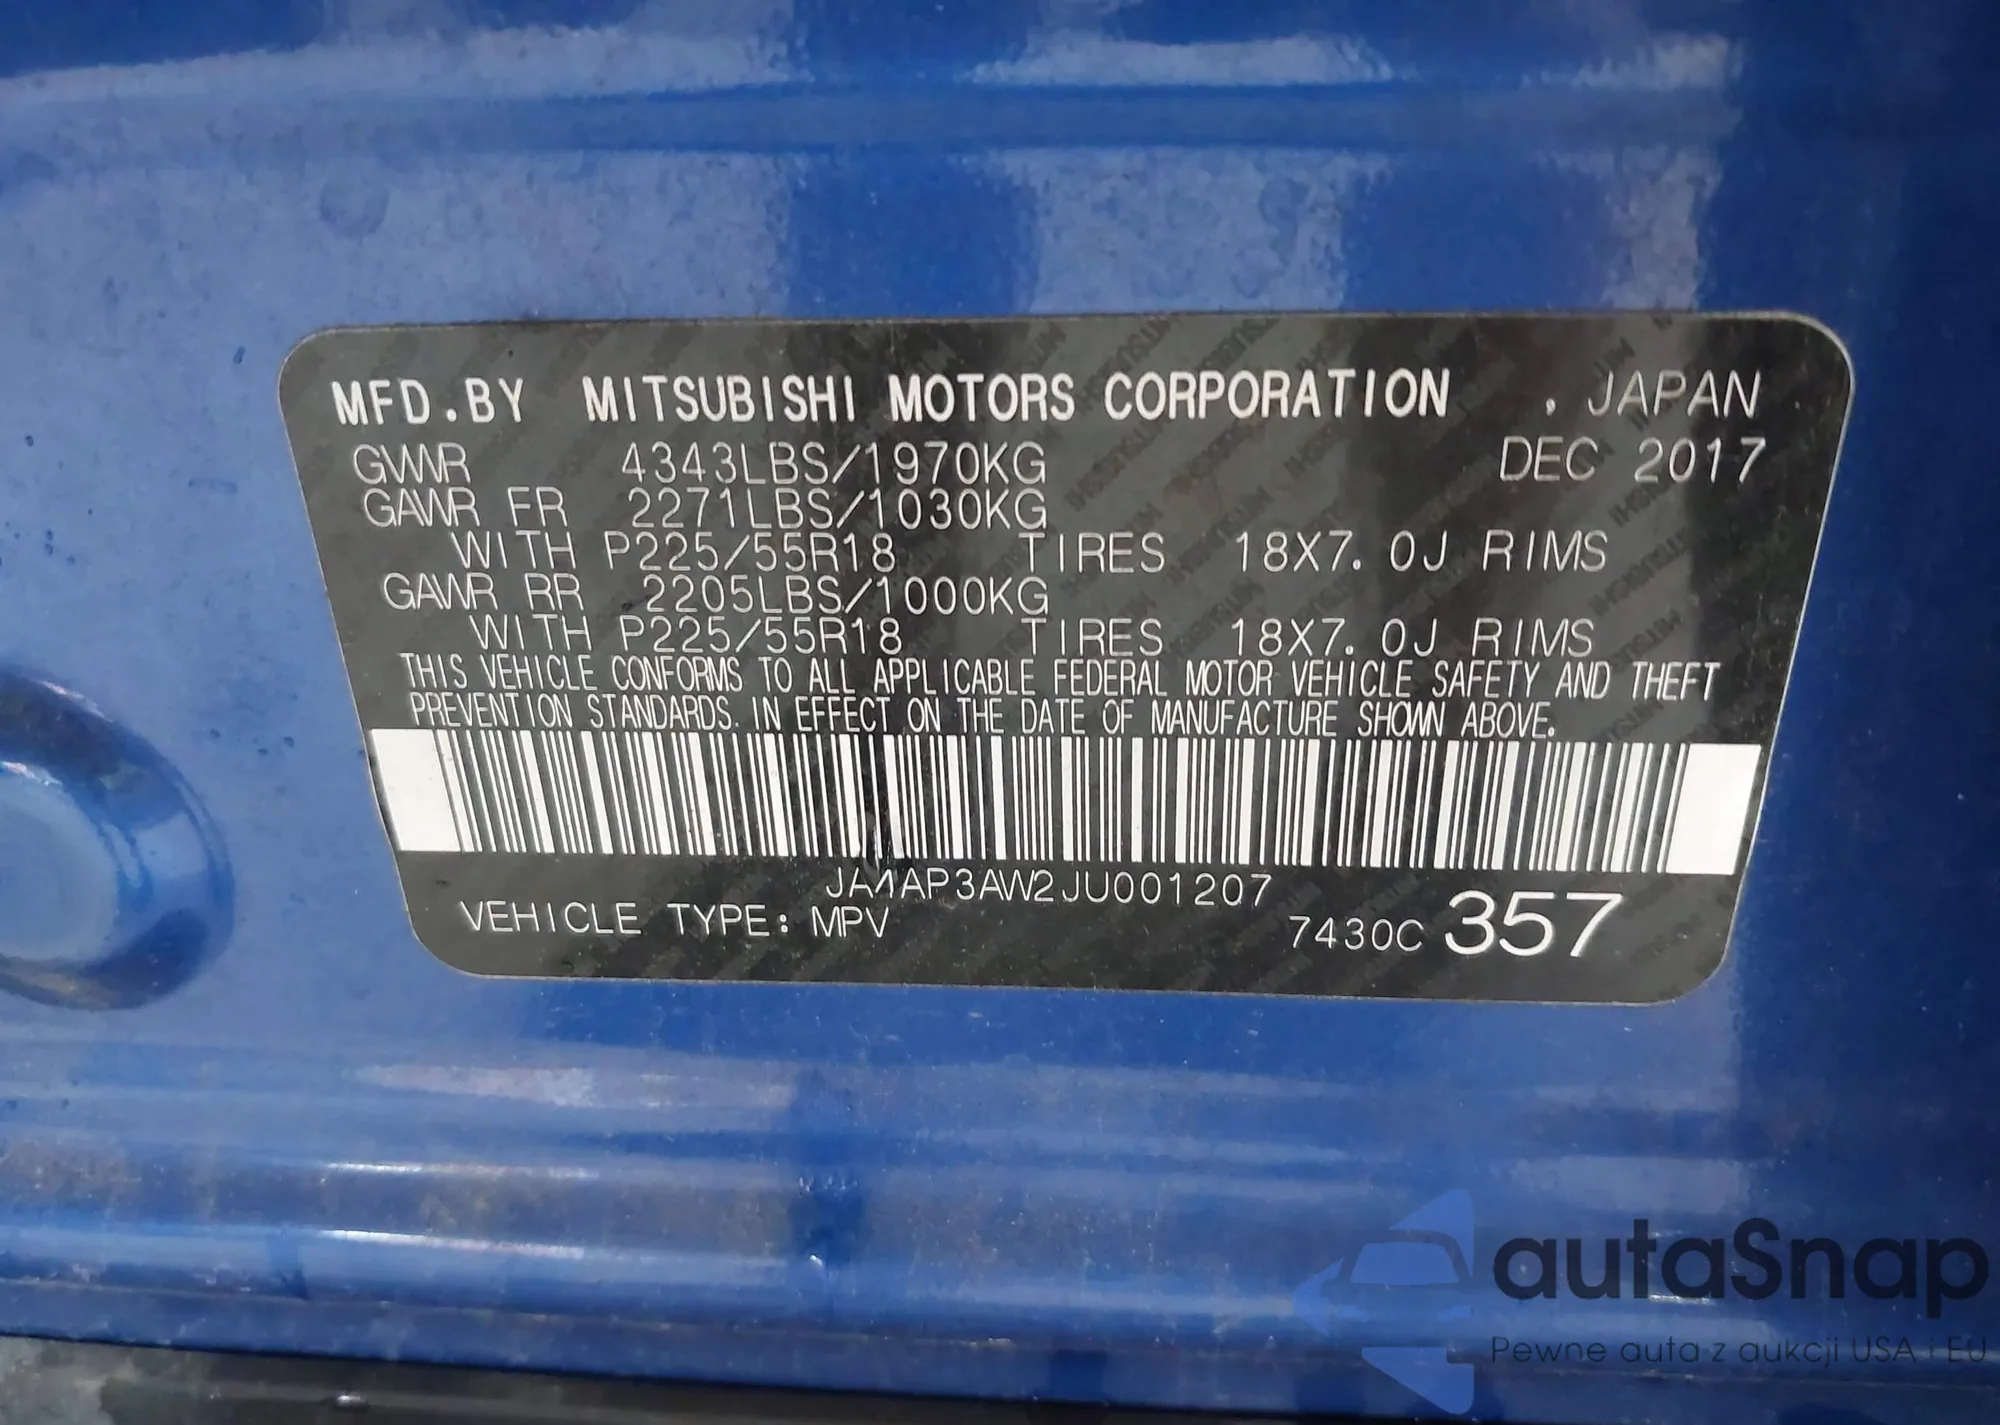 MFD.BY MITSUBISHI MOTORS CORPORATION , JAPAN
GVWR 4343LBS/1970KG DEC 2017
GAWR FR 2271LBS/1030KG
WITH P225/55R18 TIRES 18X7.0J RIMS
GAWR RR 2205LBS/1000KG
WITH P225/55R18 TIRES 18X7.0J RIMS
THIS VEHICLE CONFORMS TO ALL APPLICABLE FEDERAL MOTOR VEHICLE SAFETY AND THEFT
PREVENTION STANDARDS. IN EFFECT ON THE DATE OF MANUFACTURE SHOWN ABOVE.
JA4AP3AW2JU001207
VEHICLE TYPE: MPV 7430C 357
autaSnap
Pewne auta z aukcji USA i EU